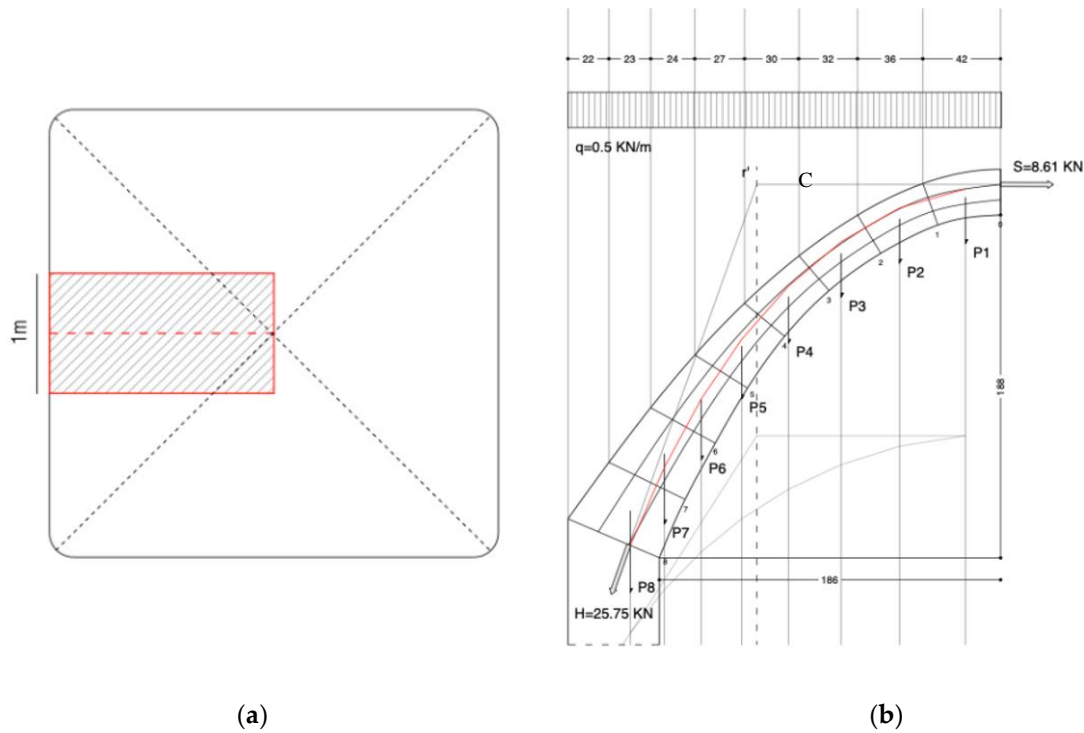 22 23 24 27 30 32 36 42
q=0.5 KN/m
S=8.61 KN
r'
C
0
1
P1
2
P2
3
P3
1m
4
P4
188
5
P5
6
P6
7
P7
8
186
P8
H=25.75 KN
(a) (b)